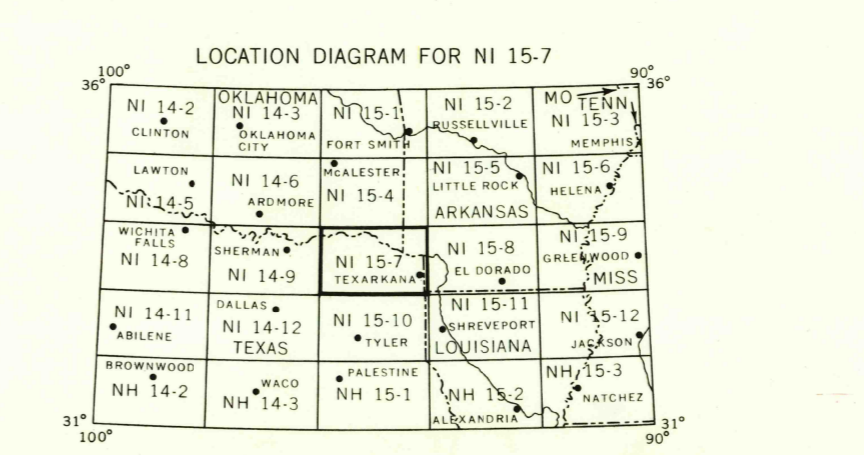 LOCATION DIAGRAM FOR NI 15-7
100°
90°
36°
36°
NI 14-2
CLINTON
OKLAHOMA
NI 14-3
OKLAHOMA
CITY
NI 15-1
FORT SMITH
NI 15-2
RUSSELLVILLE
MO
TENN
NI 15-3
MEMPHIS
LAWTON
NI 14-5
NI 14-6
ARDMORE
McALESTER
NI 15-4
NI 15-5
LITTLE ROCK
ARKANSAS
NI 15-6
HELENA
WICHITA
FALLS
NI 14-8
SHERMAN
NI 14-9
NI 15-7
TEXARKANA
NI 15-8
EL DORADO
NI 15-9
GREENWOOD
MISS
NI 14-11
ABILENE
DALLAS
NI 14-12
TEXAS
NI 15-10
TYLER
NI 15-11
SHREVEPORT
LOUISIANA
NI 15-12
JACKSON
BROWNWOOD
NH 14-2
WACO
NH 14-3
PALESTINE
NH 15-1
NH 15-2
ALEXANDRIA
NH 15-3
NATCHEZ
31°
31°
100°
90°